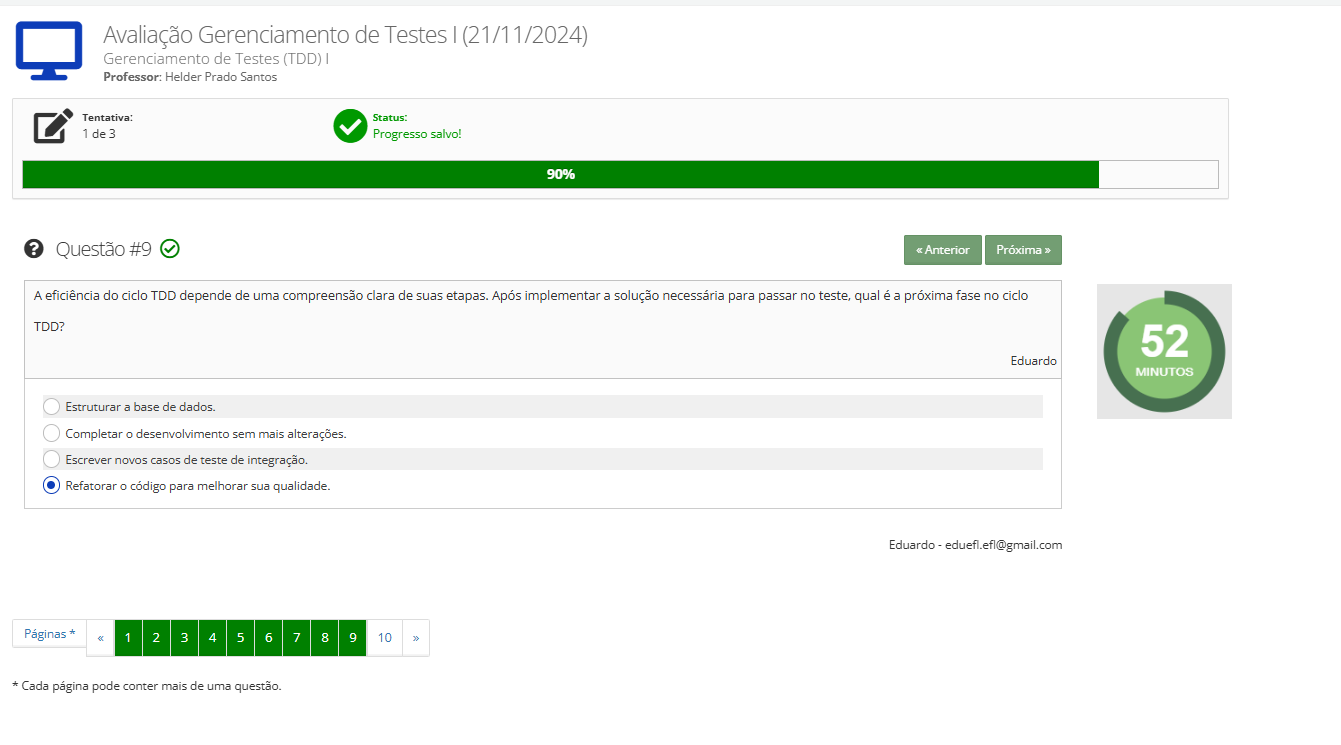 Avaliação Gerenciamento de Testes I (21/11/2024)
Gerenciamento de Testes (TDD) I
Professor: Helder Prado Santos
Tentativa:
1 de 3
Status:
Progresso salvo!
90%
Questão #9
« Anterior
Próxima »
A eficiência do ciclo TDD depende de uma compreensão clara de suas etapas. Após implementar a solução necessária para passar no teste, qual é a próxima fase no ciclo
TDD?
Eduardo
52
MINUTOS
Estruturar a base de dados.
Completar o desenvolvimento sem mais alterações.
Escrever novos casos de teste de integração.
Refatorar o código para melhorar sua qualidade.
Eduardo - eduefl.efl@gmail.com
Páginas * « 1 2 3 4 5 6 7 8 9 10 »
* Cada página pode conter mais de uma questão.